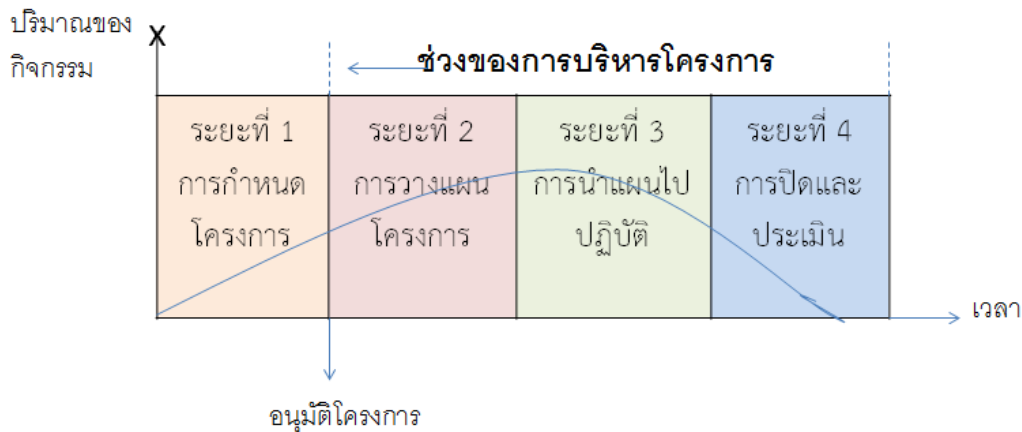 ปริมาณของ
กิจกรรม
X
ช่วงของการบริหารโครงการ
ระยะที่ 1
การกำหนด
โครงการ
ระยะที่ 2
การวางแผน
โครงการ
ระยะที่ 3
การนำแผนไป
ปฏิบัติ
ระยะที่ 4
การปิดและ
ประเมิน
เวลา
อนุมัติโครงการ